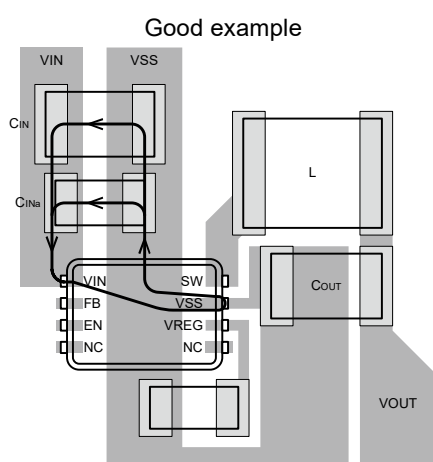 Good example
VIN VSS
CIN
L
CINa
VIN SW
FB VSS
COUT
EN VREG
NC NC
VOUT